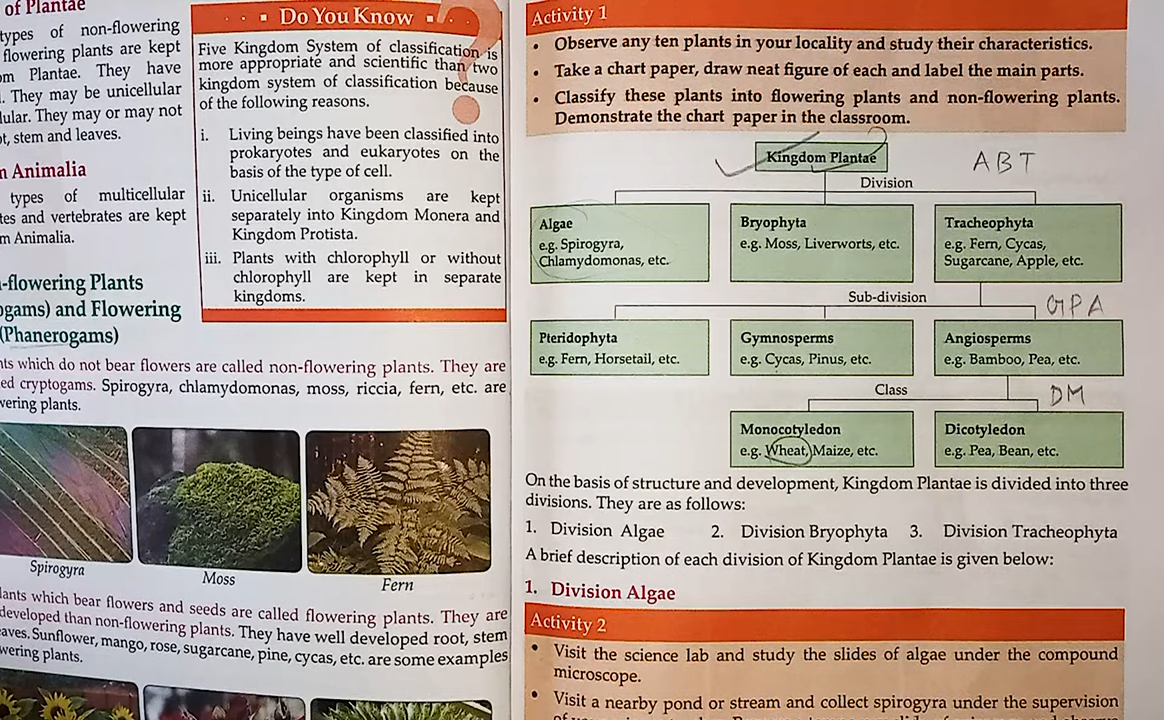 of Plantae
types of non-flowering
flowering plants are kept
Plantae. They have
They may be unicellular
They may or may not
stem and leaves.
Animalia
types of multicellular
and vertebrates are kept
Animalia.
-flowering Plants
and Flowering
(Phanerogams)
which do not bear flowers are called non-flowering plants. They are
cryptogams. Spirogyra, chlamydomonas, moss, riccia, fern, etc. are
plants.
Spirogyra
Moss
Fern
which bear flowers and seeds are called flowering plants. They are
developed than non-flowering plants. They have well developed root, stem
Sunflower, mango, rose, sugarcane, pine, cycas, etc. are some examples
plants.
Do You Know
?
Five Kingdom System of classification is
more appropriate and scientific than two
kingdom system of classification because
of the following reasons.
i. Living beings have been classified into
prokaryotes and eukaryotes on the
basis of the type of cell.
ii. Unicellular organisms are kept
separately into Kingdom Monera and
Kingdom Protista.
iii. Plants with chlorophyll or without
chlorophyll are kept in separate
kingdoms.
Activity 1
• Observe any ten plants in your locality and study their characteristics.
• Take a chart paper, draw neat figure of each and label the main parts.
• Classify these plants into flowering plants and non-flowering plants.
Demonstrate the chart paper in the classroom.
Kingdom Plantae
ABT
Division
Algae
e.g. Spirogyra,
Chlamydomonas, etc.
Bryophyta
e.g. Moss, Liverworts, etc.
Tracheophyta
e.g. Fern, Cycas,
Sugarcane, Apple, etc.
Sub-division
GPA
Pteridophyta
e.g. Fern, Horsetail, etc.
Gymnosperms
e.g. Cycas, Pinus, etc.
Angiosperms
e.g. Bamboo, Pea, etc.
Class
DM
Monocotyledon
e.g. Wheat, Maize, etc.
Dicotyledon
e.g. Pea, Bean, etc.
On the basis of structure and development, Kingdom Plantae is divided into three
divisions. They are as follows:
1. Division Algae 2. Division Bryophyta 3. Division Tracheophyta
A brief description of each division of Kingdom Plantae is given below:
1. Division Algae
Activity 2
• Visit the science lab and study the slides of algae under the compound
microscope.
• Visit a nearby pond or stream and collect spirogyra under the supervision